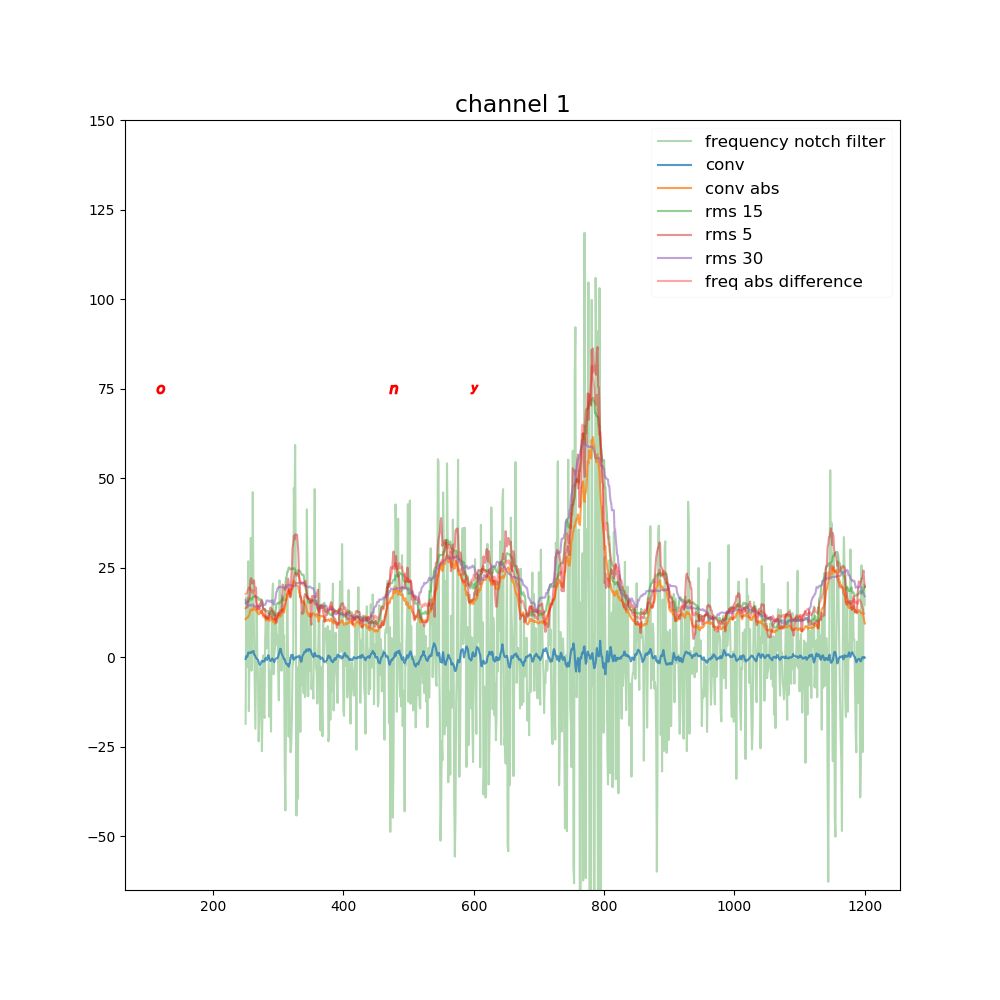 channel 1
150
125
100
75
50
25
0
−25
−50
frequency notch filter
conv
conv abs
rms 15
rms 5
rms 30
freq abs difference
o n y
200 400 600 800 1000 1200